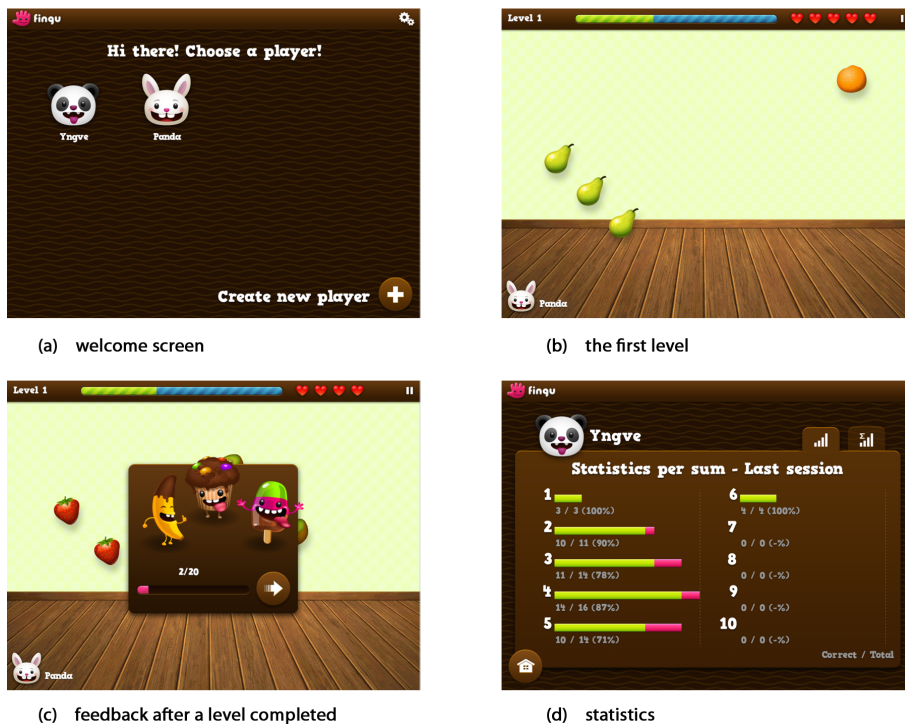 fingu
Hi there! Choose a player!
Yngve Panda
Create new player
(a) welcome screen
Level 1
Panda
(b) the first level
Level 1
2/20
Panda
(c) feedback after a level completed
fingu
Yngve
Σ
Statistics per sum - Last session
1
3 / 3 (100%)
2
10 / 11 (90%)
3
11 / 14 (78%)
4
14 / 16 (87%)
5
10 / 14 (71%)
6
4 / 4 (100%)
7
0 / 0 (-%)
8
0 / 0 (-%)
9
0 / 0 (-%)
10
0 / 0 (-%)
Correct / Total
(d) statistics